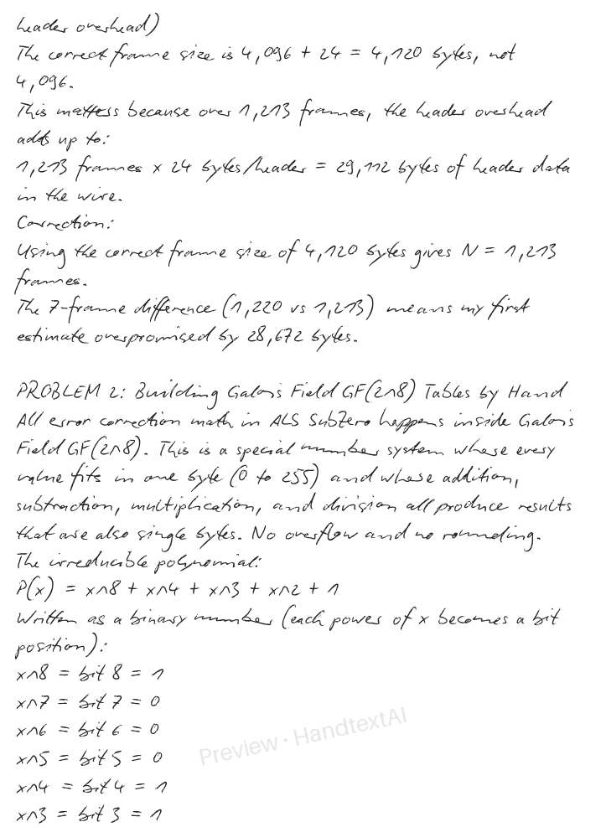 header overhead)
The correct frame size is 4,096 + 24 = 4,120 bytes, not
4,096.
This matters because over 1,213 frames, the header overhead
adds up to:
1,213 frames x 24 bytes/header = 29,112 bytes of header data
in the wire.
Correction:
Using the correct frame size of 4,120 bytes gives N = 1,213
frames.
The 7-frame difference (1,220 vs 1,213) means my first
estimate overpromised by 28,672 bytes.
PROBLEM 2: Building Galois Field GF(2^8) Tables by Hand
All error correction math in ALS SubZero happens inside Galois
Field GF(2^8). This is a special number system where every
value fits in one byte (0 to 255) and whose addition,
subtraction, multiplication, and division all produce results
that are also single bytes. No overflow and no rounding.
The irreducible polynomial:
P(x) = x^8 + x^4 + x^3 + x^2 + 1
Written as a binary number (each power of x becomes a bit
position):
x^8 = bit 8 = 1
x^7 = bit 7 = 0
x^6 = bit 6 = 0
x^5 = bit 5 = 0
x^4 = bit 4 = 1
x^3 = bit 3 = 1
Preview · HandtextAI